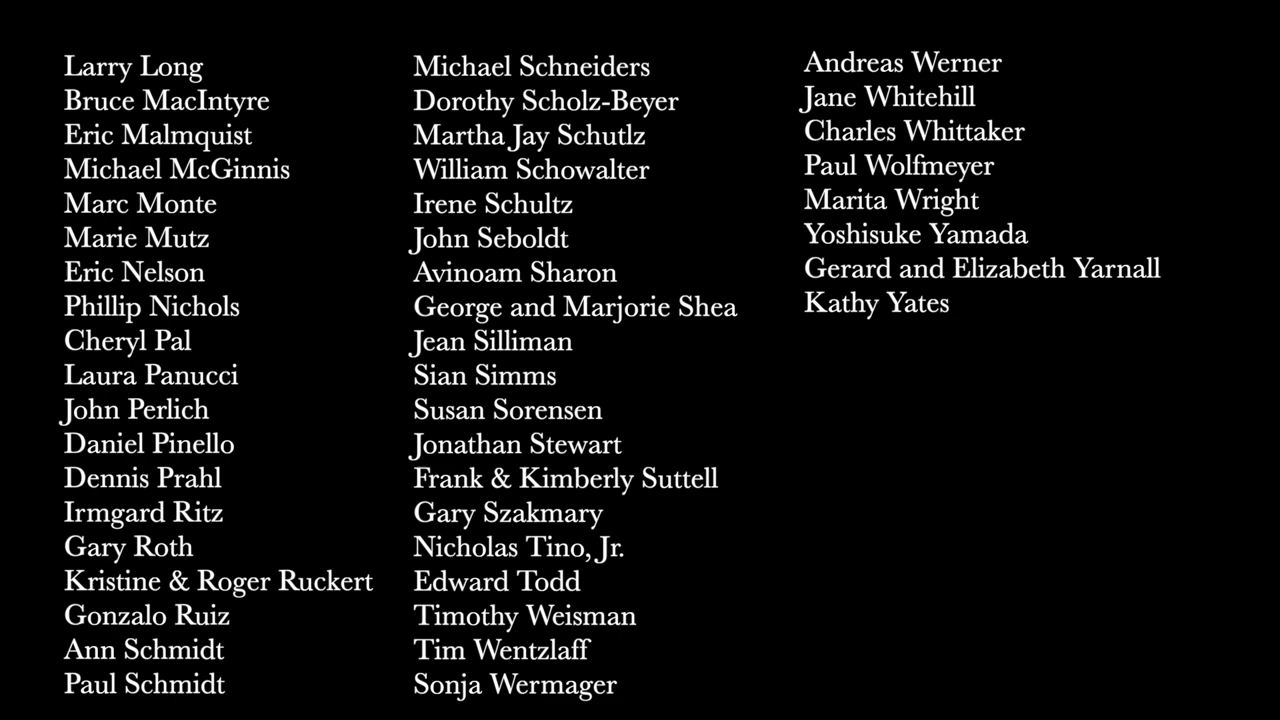 Larry Long
Bruce MacIntyre
Eric Malmquist
Michael McGinnis
Marc Monte
Marie Mutz
Eric Nelson
Phillip Nichols
Cheryl Pal
Laura Panucci
John Perlich
Daniel Pinello
Dennis Prahl
Irmgard Ritz
Gary Roth
Kristine & Roger Ruckert
Gonzalo Ruiz
Ann Schmidt
Paul Schmidt
Michael Schneiders
Dorothy Scholz-Beyer
Martha Jay Schutlz
William Schowalter
Irene Schultz
John Seboldt
Avinoam Sharon
George and Marjorie Shea
Jean Silliman
Sian Simms
Susan Sorensen
Jonathan Stewart
Frank & Kimberly Suttell
Gary Szakmary
Nicholas Tino, Jr.
Edward Todd
Timothy Weisman
Tim Wentzlaff
Sonja Wermager
Andreas Werner
Jane Whitehill
Charles Whittaker
Paul Wolfmeyer
Marita Wright
Yoshisuke Yamada
Gerard and Elizabeth Yarnall
Kathy Yates